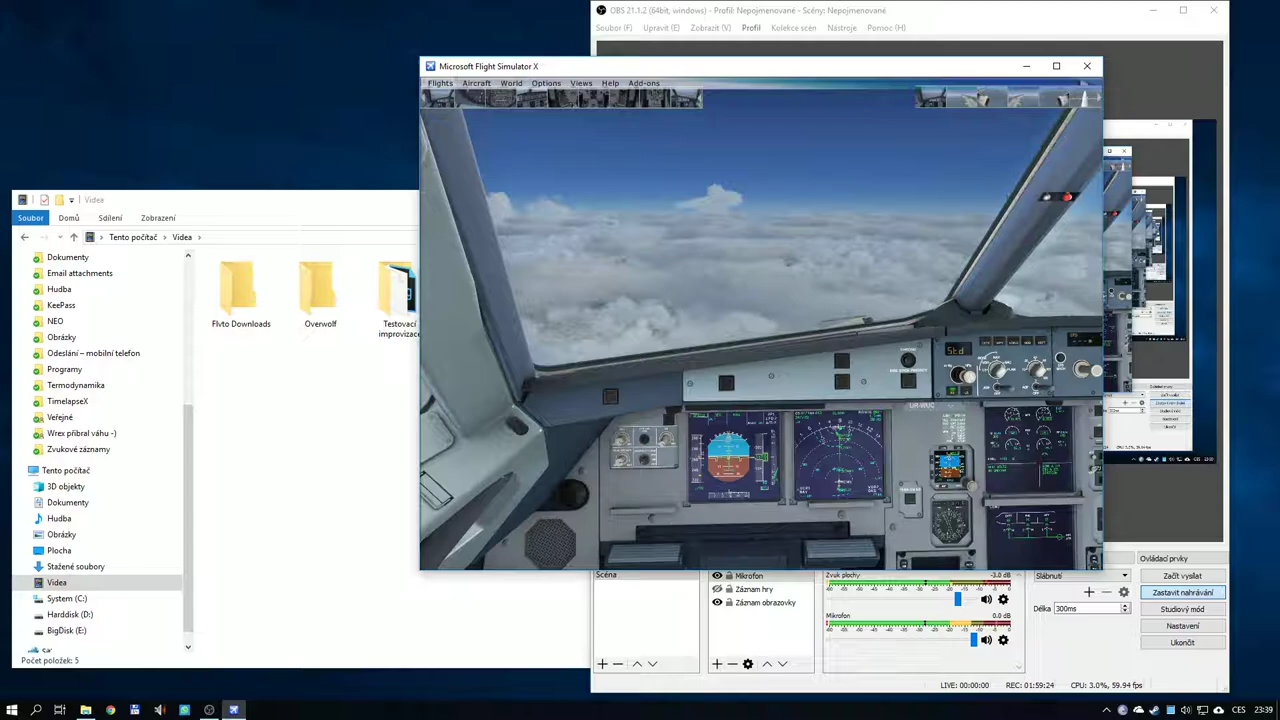 OBS 21.1.2 (64bit, windows) - Profil: Nepojmenované - Scény: Nepojmenované
Soubor (F)
Upravit (E)
Zobrazit (V)
Profil
Kolekce scén
Nástroje
Pomoc (H)
Microsoft Flight Simulator X
Flights
Aircraft
World
Options
Views
Help
Add-ons
Std
Videa
Soubor
Domů
Sdílení
Zobrazení
Tento počítač
Videa
Dokumenty
Email attachments
Hudba
KeePass
NEO
Obrázky
Odeslání – mobilní telefon
Programy
Termodynamika
TimelapseX
Veřejné
Wrex přibral váhu -)
Zvukové záznamy
Tento počítač
3D objekty
Dokumenty
Hudba
Obrázky
Plocha
Stažené soubory
Videa
System (C:)
Harddisk (D:)
BigDisk (E:)
Flvto Downloads
Overwolf
Testovací
improvizace
Počet položek: 5
Scéna
Mikrofon
Záznam hry
Záznam obrazovky
Zvuk plochy
-3.0 dB
Mikrofon
0.0 dB
Slábnutí
Délka
300ms
Ovládací prvky
Začít vysílat
Zastavit nahrávání
Studiový mód
Nastavení
Ukončit
LIVE: 00:00:00
REC: 01:59:24
CPU: 3.0%, 59.94 fps
CES
23:39